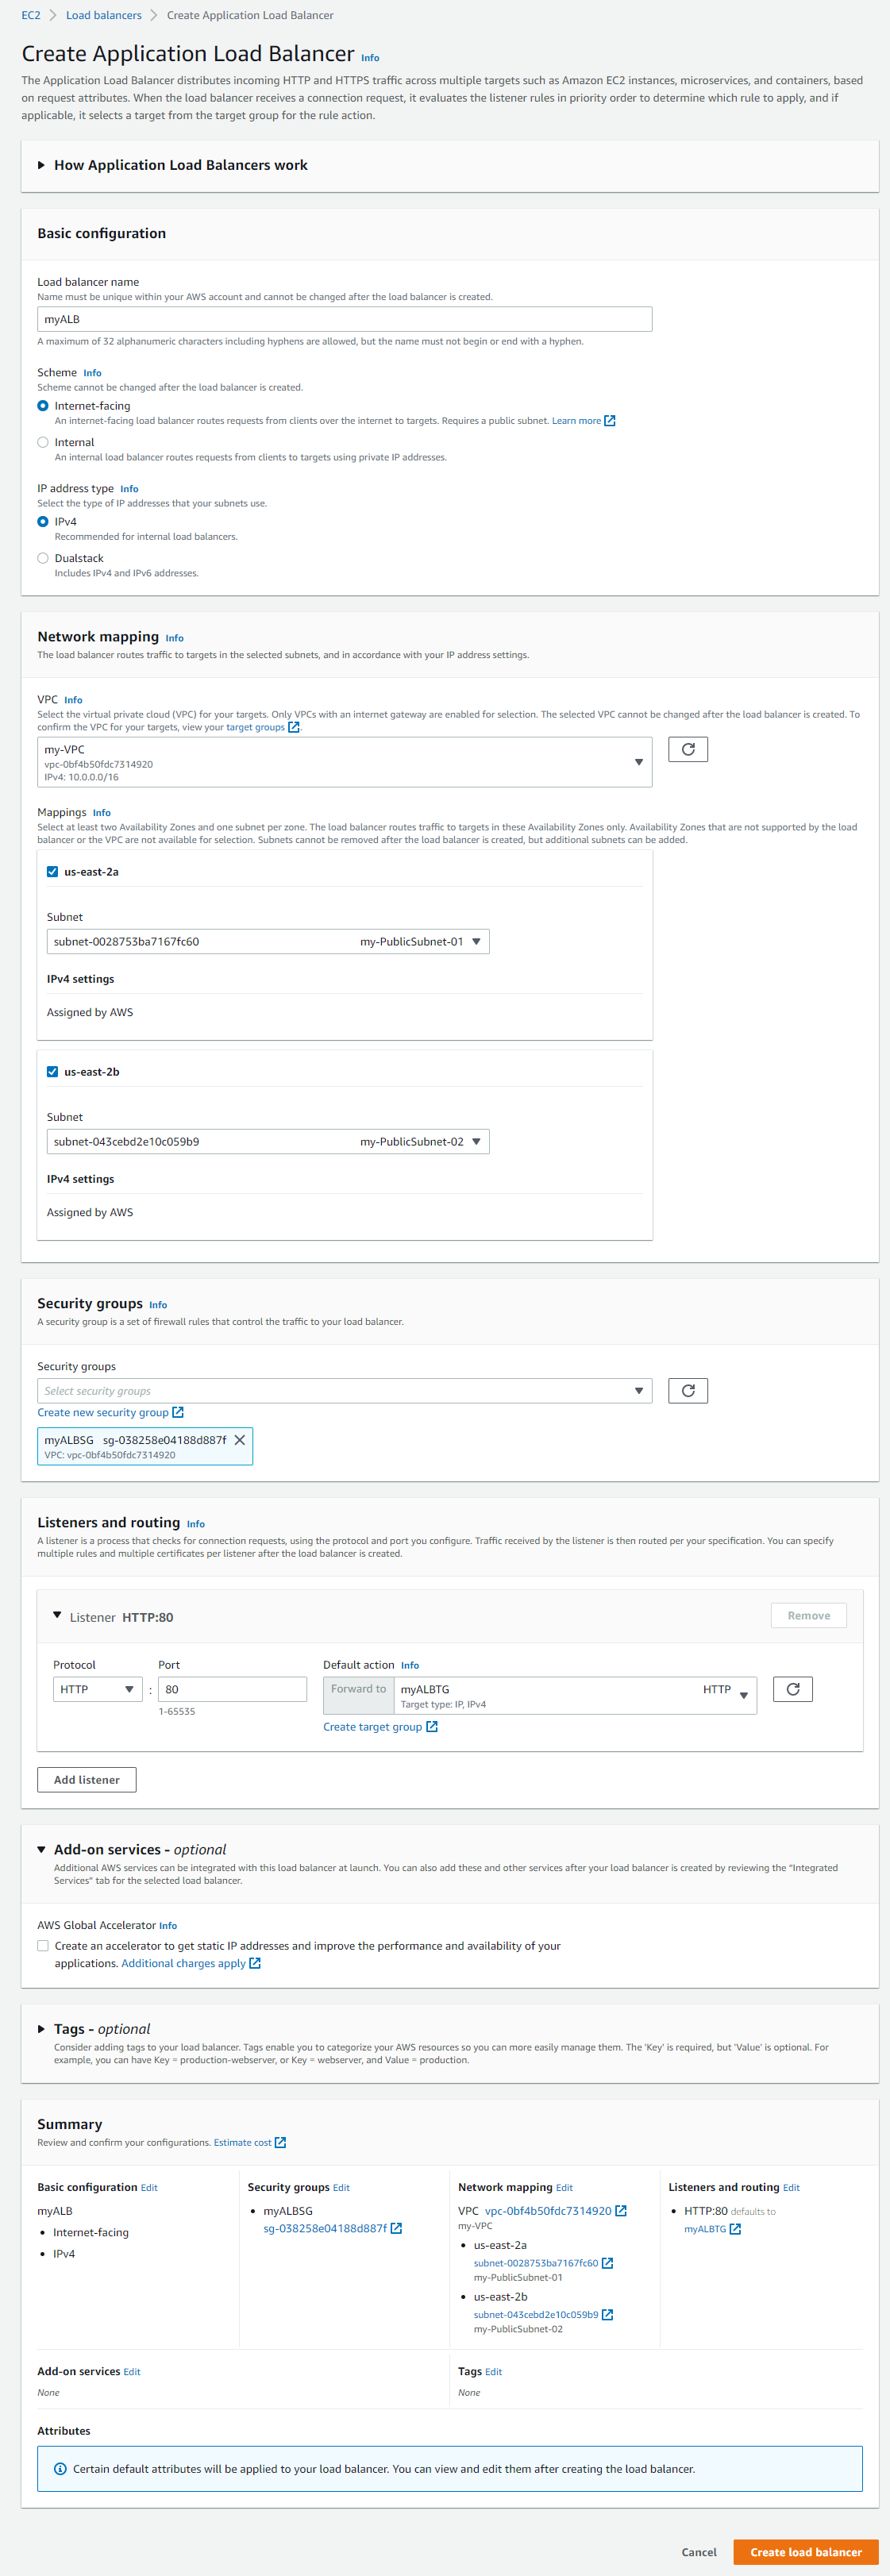 EC2 > Load balancers > Create Application Load Balancer
Create Application Load Balancer Info
The Application Load Balancer distributes incoming HTTP and HTTPS traffic across multiple targets such as Amazon EC2 instances, microservices, and containers, based
on request attributes. When the load balancer receives a connection request, it evaluates the listener rules in priority order to determine which rule to apply, and if
applicable, it selects a target from the target group for the rule action.
How Application Load Balancers work
Basic configuration
Load balancer name
Name must be unique within your AWS account and cannot be changed after the load balancer is created.
myALB
A maximum of 32 alphanumeric characters including hyphens are allowed, but the name must not begin or end with a hyphen.
Scheme Info
Scheme cannot be changed after the load balancer is created.
Internet-facing
An internet-facing load balancer routes requests from clients over the internet to targets. Requires a public subnet. Learn more
Internal
An internal load balancer routes requests from clients to targets using private IP addresses.
IP address type Info
Select the type of IP addresses that your subnets use.
IPv4
Recommended for internal load balancers.
Dualstack
Includes IPv4 and IPv6 addresses.
Network mapping Info
The load balancer routes traffic to targets in the selected subnets, and in accordance with your IP address settings.
VPC Info
Select the virtual private cloud (VPC) for your targets. Only VPCs with an internet gateway are enabled for selection. The selected VPC cannot be changed after the load balancer is created. To
confirm the VPC for your targets, view your target groups.
my-VPC
vpc-0bf4b50fdc7314920
IPv4: 10.0.0.0/16
Mappings Info
Select at least two Availability Zones and one subnet per zone. The load balancer routes traffic to targets in these Availability Zones only. Availability Zones that are not supported by the load
balancer or the VPC are not available for selection. Subnets cannot be removed after the load balancer is created, but additional subnets can be added.
us-east-2a
Subnet
subnet-0028753ba7167fc60 my-PublicSubnet-01
IPv4 settings
Assigned by AWS
us-east-2b
Subnet
subnet-043cebd2e10c059b9 my-PublicSubnet-02
IPv4 settings
Assigned by AWS
Security groups Info
A security group is a set of firewall rules that control the traffic to your load balancer.
Security groups
Select security groups
Create new security group
myALBSG sg-038258e04188d887f
VPC: vpc-0bf4b50fdc7314920
Listeners and routing Info
A listener is a process that checks for connection requests, using the protocol and port you configure. Traffic received by the listener is then routed per your specification. You can specify
multiple rules and multiple certificates per listener after the load balancer is created.
Listener HTTP:80 Remove
Protocol Port Default action Info
HTTP : 80 Forward to myALBTG HTTP
Target type: IP, IPv4
1-65535
Create target group
Add listener
Add-on services - optional
Additional AWS services can be integrated with this load balancer at launch. You can also add these and other services after your load balancer is created by reviewing the "Integrated
Services" tab for the selected load balancer.
AWS Global Accelerator Info
Create an accelerator to get static IP addresses and improve the performance and availability of your
applications. Additional charges apply
Tags - optional
Consider adding tags to your load balancer. Tags enable you to categorize your AWS resources so you can more easily manage them. The 'Key' is required, but 'Value' is optional. For
example, you can have Key = production-webserver, or Key = webserver, and Value = production.
Summary
Review and confirm your configurations. Estimate cost
Basic configuration Edit
myALB
• Internet-facing
• IPv4
Security groups Edit
• myALBSG
sg-038258e04188d887f
Network mapping Edit
VPC vpc-0bf4b50fdc7314920
my-VPC
• us-east-2a
subnet-0028753ba7167fc60
my-PublicSubnet-01
• us-east-2b
subnet-043cebd2e10c059b9
my-PublicSubnet-02
Listeners and routing Edit
• HTTP:80 defaults to
myALBTG
Add-on services Edit
None
Tags Edit
None
Attributes
Certain default attributes will be applied to your load balancer. You can view and edit them after creating the load balancer.
Cancel Create load balancer